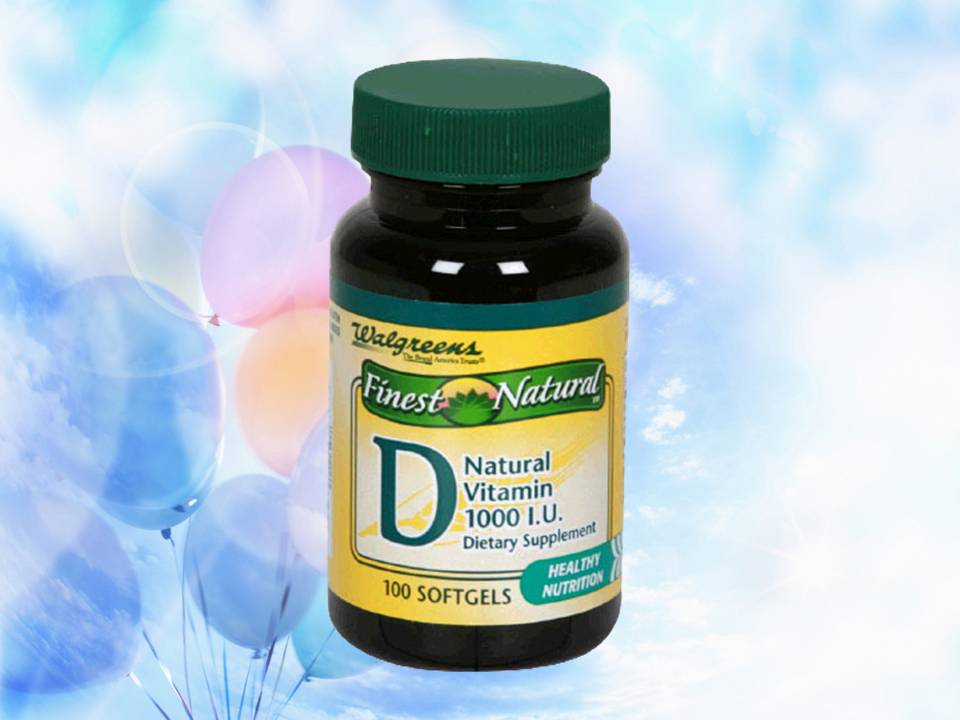 Walgreens
The Brand America Trusts®
Finest Natural
D
Natural
Vitamin
1000 I.U.
Dietary Supplement
HEALTHY
NUTRITION
100 SOFTGELS